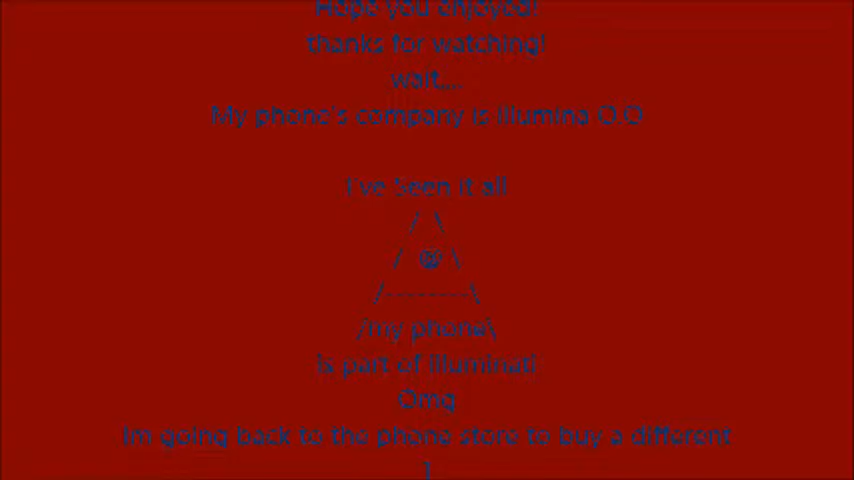 Hope you enjoyed!
thanks for watching!
wait,...
My phone's company is illumina O.O
I've Seen it all
/ \
/ @ \
/--------\
/my phone\
is part of illuminati
Omg
Im going back to the phone store to buy a different
1